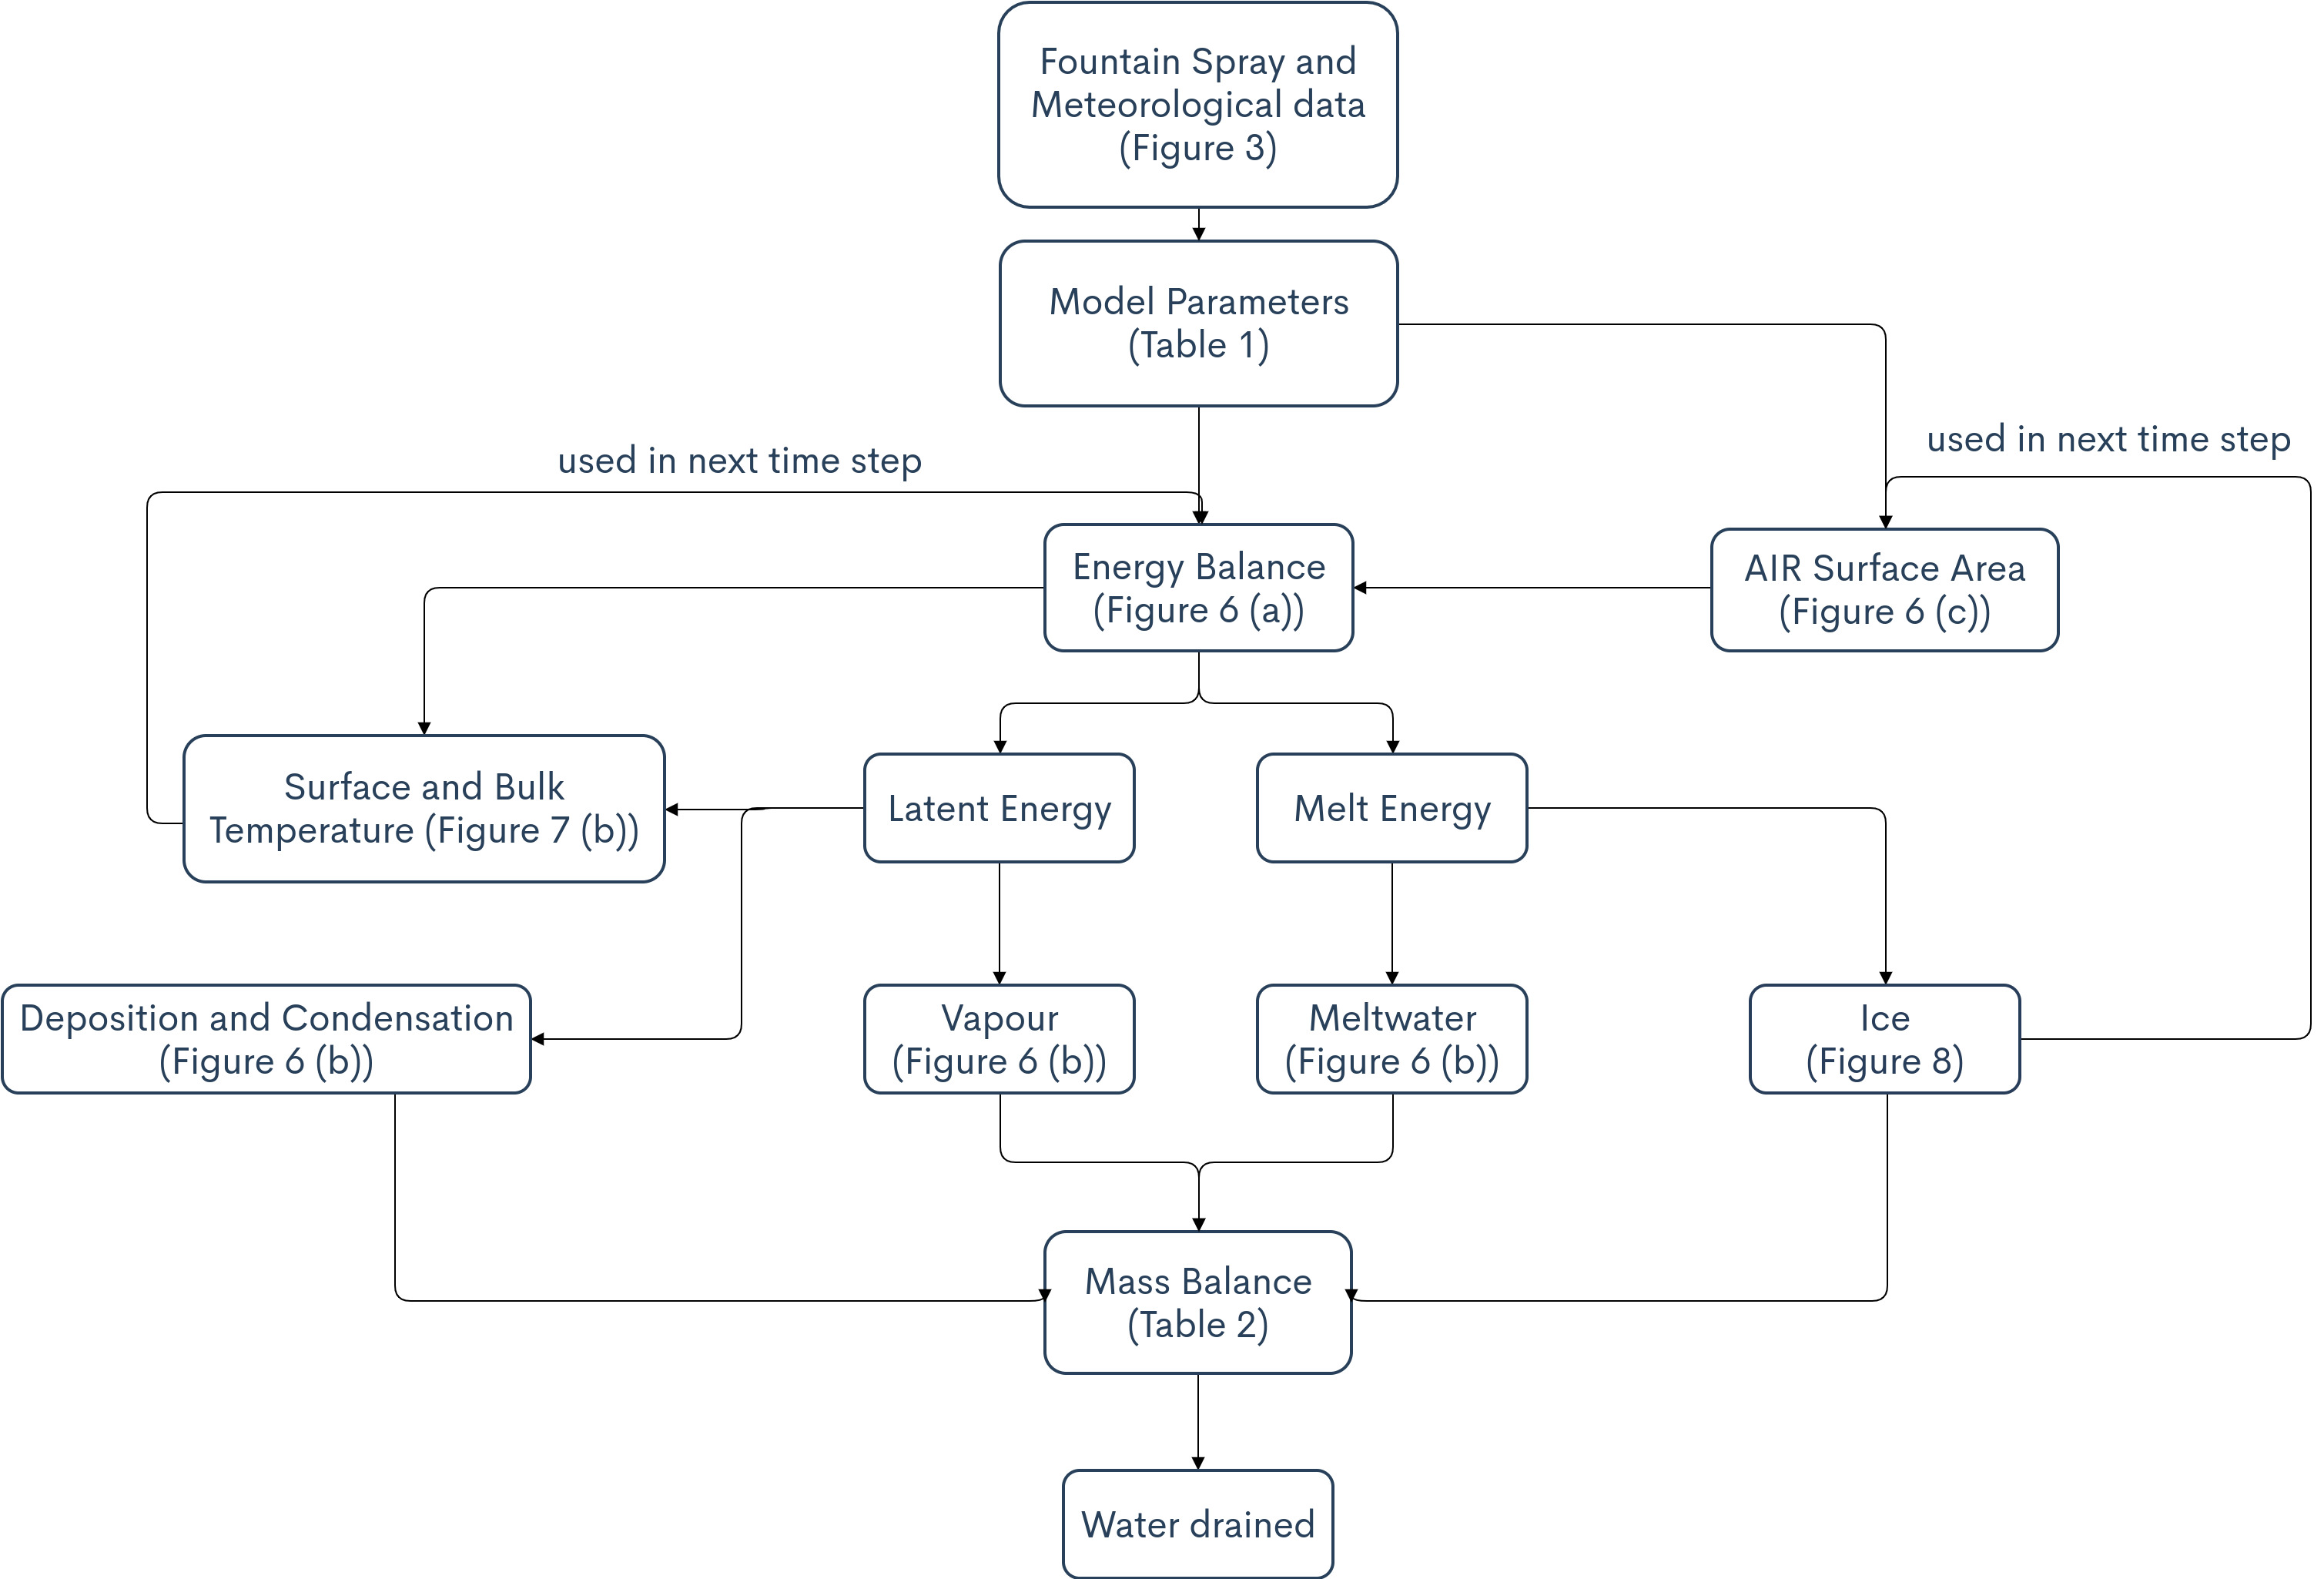 Fountain Spray and
Meteorological data
(Figure 3)
Model Parameters
(Table 1)
used in next time step
used in next time step
Energy Balance
(Figure 6 (a))
AIR Surface Area
(Figure 6 (c))
Surface and Bulk
Temperature (Figure 7 (b))
Latent Energy
Melt Energy
Deposition and Condensation
(Figure 6 (b))
Vapour
(Figure 6 (b))
Meltwater
(Figure 6 (b))
Ice
(Figure 8)
Mass Balance
(Table 2)
Water drained